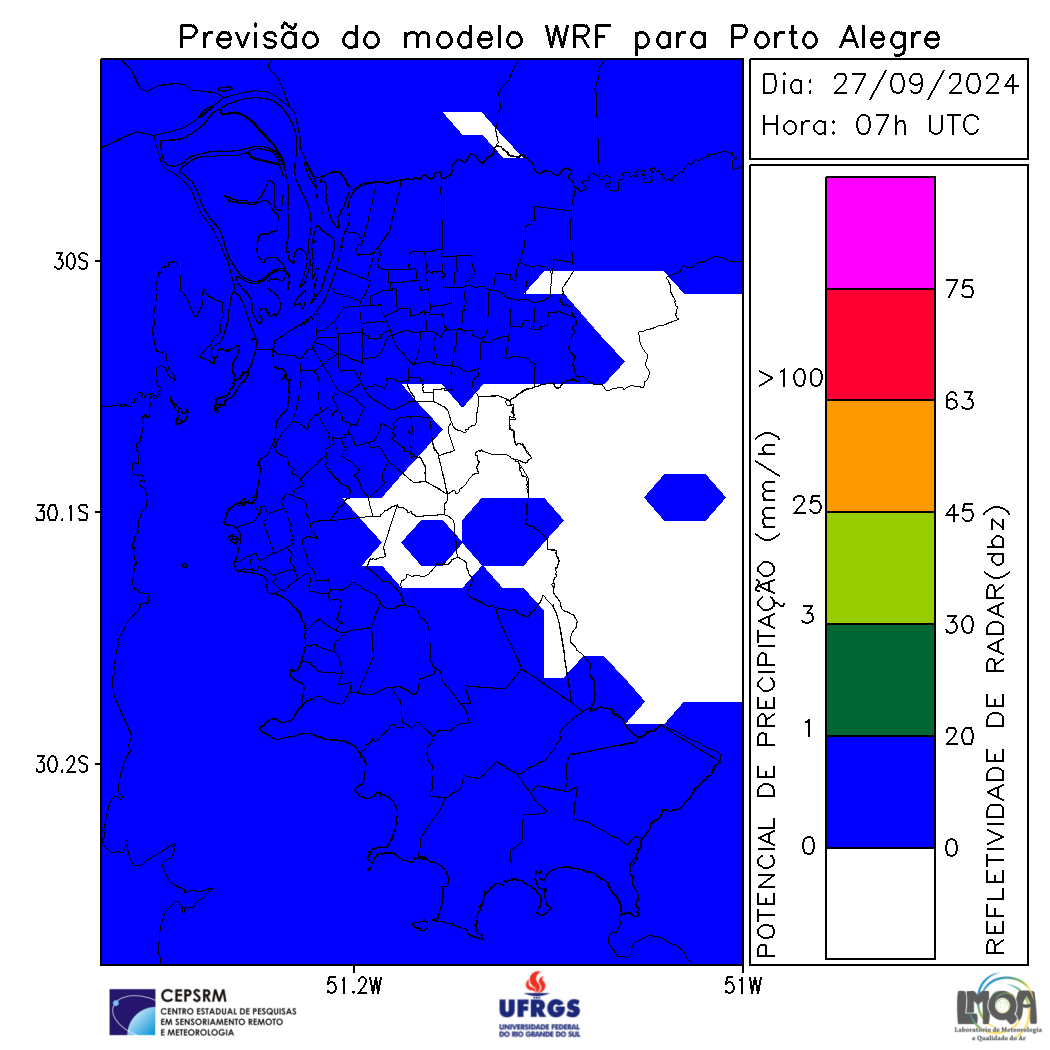 Previsão do modelo WRF para Porto Alegre
Dia: 27/09/2024
Hora: 07h UTC
30S
30.1S
30.2S
51.2W
51W
POTENCIAL DE PRECIPITAÇÃO (mm/h)
>100
25
3
1
0
75
63
45
30
20
0
REFLETIVIDADE DE RADAR(dbz)
CEPSRM
CENTRO ESTADUAL DE PESQUISAS
EM SENSORIAMENTO REMOTO
E METEOROLOGIA
UFRGS
UNIVERSIDADE FEDERAL
DO RIO GRANDE DO SUL
LMQA
Laboratório de Meteorologia
e Qualidade do Ar